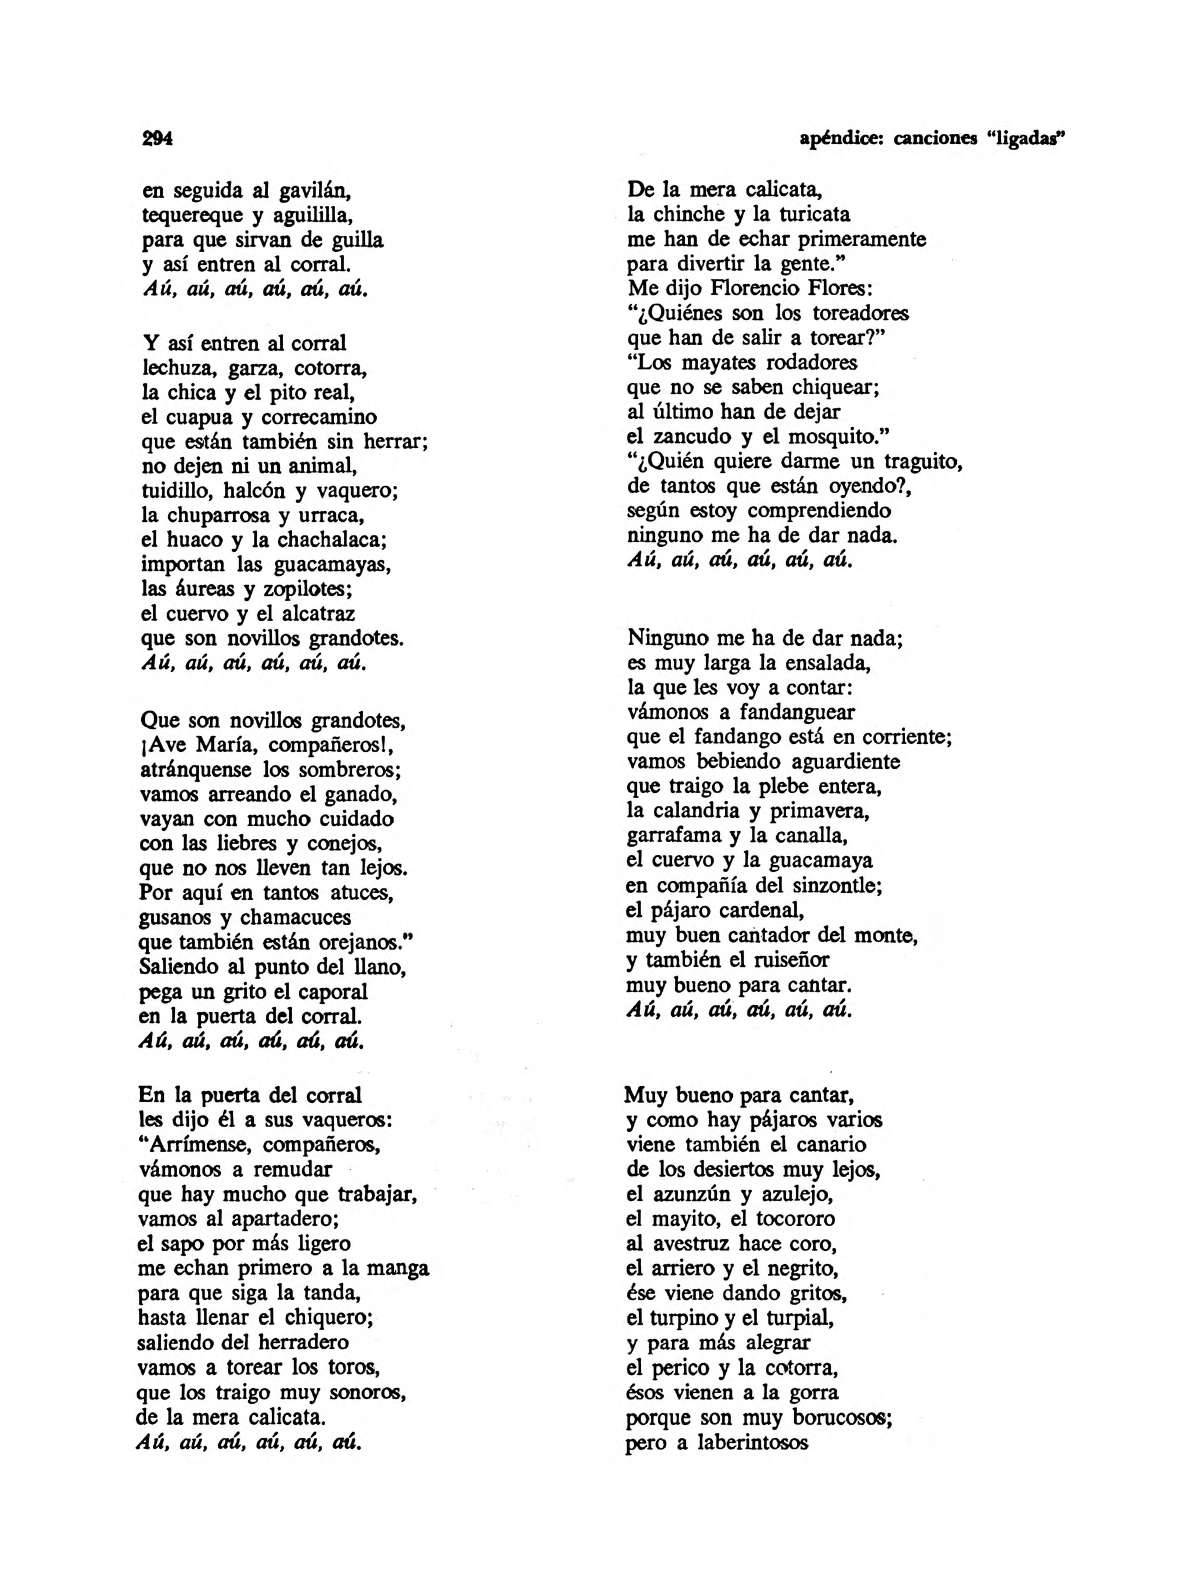 294
apéndice: canciones “ligadas”
en seguida al gavilán,
tequereque y aguililla,
para que sirvan de guilla
y así entren al corral.
Aú, aú, aú, aú, aú, aú.
Y así entren al corral
lechuza, garza, cotorra,
la chica y el pito real,
el cuapua y correcamino
que están también sin herrar;
no dejen ni un animal,
tuidillo, halcón y vaquero;
la chuparrosa y urraca,
el huaco y la chachalaca;
importan las guacamayas,
las áureas y zopilotes;
el cuervo y el alcatraz
que son novillos grandotes.
Aú, aú, aú, aú, aú, aú.
Que son novillos grandotes,
¡Ave María, compañeros!,
atránquense los sombreros;
vamos arreando el ganado,
vayan con mucho cuidado
con las liebres y conejos,
que no nos lleven tan lejos.
Por aquí en tantos atuces,
gusanos y chamacuces
que también están orejanos.”
Saliendo al punto del llano,
pega un grito el caporal
en la puerta del corral.
Aú, aú, aú, aú, aú, aú.
En la puerta del corral
les dijo él a sus vaqueros:
“Arrímense, compañeros,
vámonos a remudar
que hay mucho que trabajar,
vamos al apartadero;
el sapo por más ligero
me echan primero a la manga
para que siga la tanda,
hasta llenar el chiquero;
saliendo del herradero
vamos a torear los toros,
que los traigo muy sonoros,
de la mera calicata.
Aú, aú, aú, aú, aú, aú.
De la mera calicata,
la chinche y la turicata
me han de echar primeramente
para divertir la gente.”
Me dijo Florencio Flores:
“¿Quiénes son los toreadores
que han de salir a torear?”
“Los mayates rodadores
que no se saben chiquear;
al último han de dejar
el zancudo y el mosquito.”
“¿Quién quiere darme un traguito,
de tantos que están oyendo?,
según estoy comprendiendo
ninguno me ha de dar nada.
Aú, aú, aú, aú, aú, aú.
Ninguno me ha de dar nada;
es muy larga la ensalada,
la que les voy a contar:
vámonos a fandanguear
que el fandango está en corriente;
vamos bebiendo aguardiente
que traigo la plebe entera,
la calandria y primavera,
garrafama y la canalla,
el cuervo y la guacamaya
en compañía del sinzontle;
el pájaro cardenal,
muy buen cantador del monte,
y también el ruiseñor
muy bueno para cantar.
Aú, aú, aú, aú, aú, aú.
Muy bueno para cantar,
y como hay pájaros varios
viene también el canario
de los desiertos muy lejos,
el azunzún y azulejo,
el mayito, el tocororo
al avestruz hace coro,
el arriero y el negrito,
ése viene dando gritos,
el turpino y el turpial,
y para más alegrar
el perico y la cotorra,
ésos vienen a la gorra
porque son muy borucosos;
pero a laberintosos